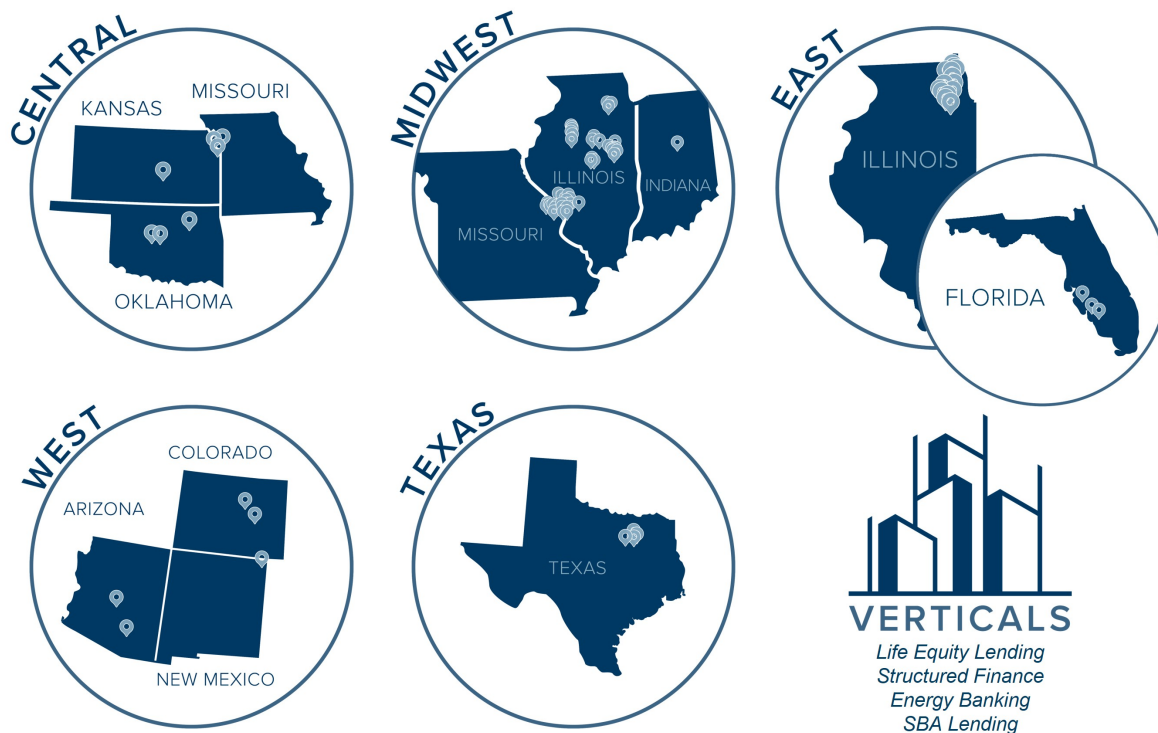 CENTRAL
KANSAS
MISSOURI
OKLAHOMA
MIDWEST
ILLINOIS
INDIANA
MISSOURI
EAST
ILLINOIS
FLORIDA
WEST
COLORADO
ARIZONA
NEW MEXICO
TEXAS
TEXAS
VERTICALS
Life Equity Lending
Structured Finance
Energy Banking
SBA Lending